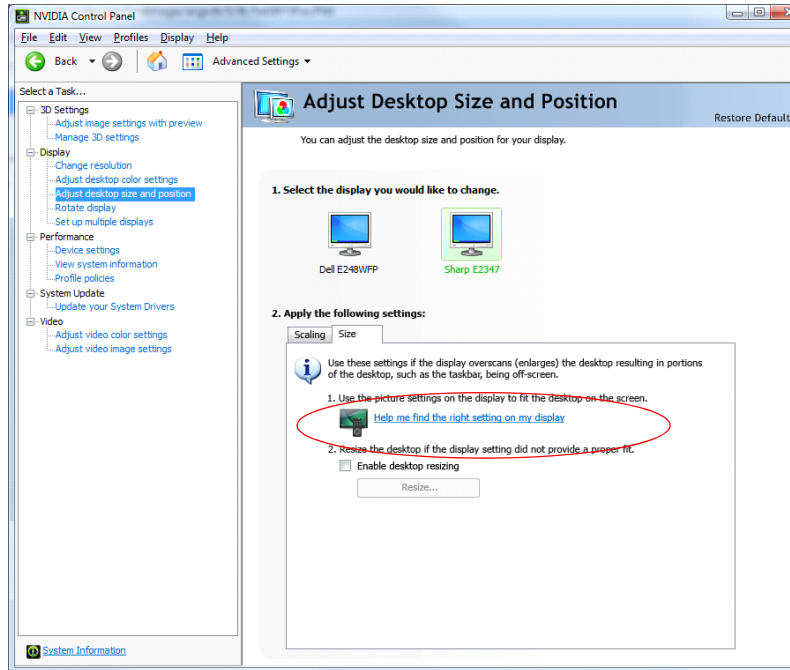 NVIDIA Control Panel
File Edit View Profiles Display Help
Back Advanced Settings
Select a Task...
3D Settings
Adjust image settings with preview
Manage 3D settings
Display
Change resolution
Adjust desktop color settings
Adjust desktop size and position
Rotate display
Set up multiple displays
Performance
Device settings
View system information
Profile policies
System Update
Update your System Drivers
Video
Adjust video color settings
Adjust video image settings
System Information
Adjust Desktop Size and Position
Restore Default
You can adjust the desktop size and position for your display.
1. Select the display you would like to change.
Dell E248WFP Sharp E2347
2. Apply the following settings:
Scaling Size
Use these settings if the display overscans (enlarges) the desktop resulting in portions
of the desktop, such as the taskbar, being off-screen.
1. Use the picture settings on the display to fit the desktop on the screen.
Help me find the right setting on my display
2. Resize the desktop if the display setting did not provide a proper fit.
Enable desktop resizing
Resize...